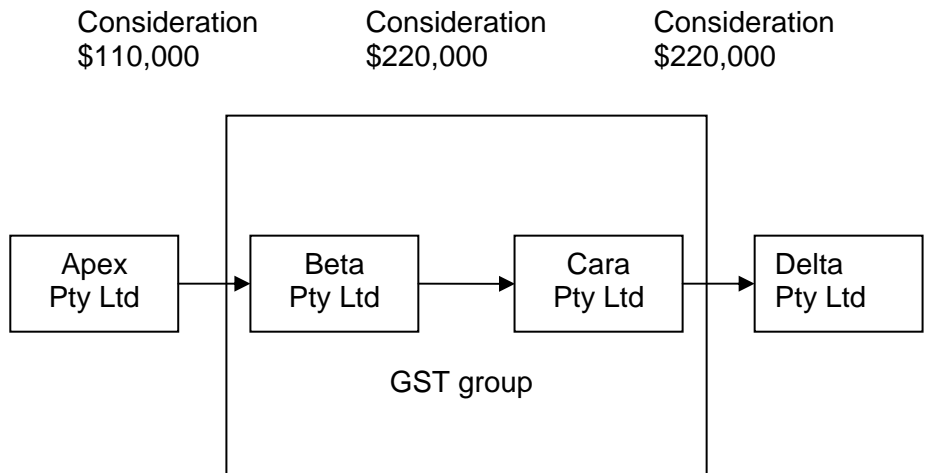 Consideration
$110,000
Consideration
$220,000
Consideration
$220,000
Apex
Pty Ltd
Beta
Pty Ltd
Cara
Pty Ltd
Delta
Pty Ltd
GST group